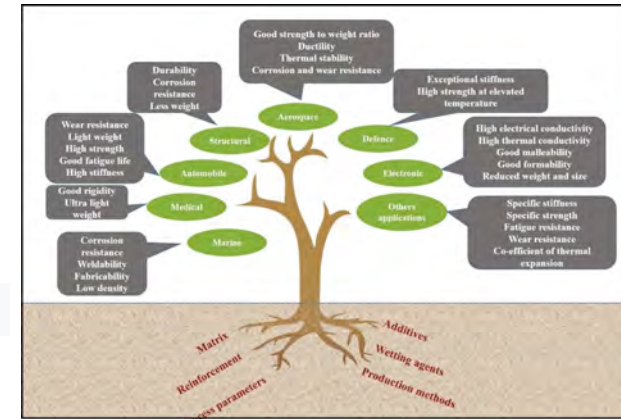 Good strength to weight ratio
Ductility
Thermal stability
Corrosion and wear resistance
Durability
Corrosion
resistance
Less weight
Exceptional stiffness
High strength at elevated
temperature
Aerospace
Structural
Defence
Wear resistance
Light weight
High strength
Good fatigue life
High stiffness
Automobile
Electronic
High electrical conductivity
High thermal conductivity
Good malleability
Good formability
Reduced weight and size
Good rigidity
Ultra light
weight
Medical
Others
applications
Specific stiffness
Specific strength
Fatigue resistance
Wear resistance
Co-efficient of thermal
expansion
Marine
Corrosion
resistance
Weldability
Fabricability
Low density
Matrix
Additives
Reinforcement
Wetting agents
parameters
Production methods